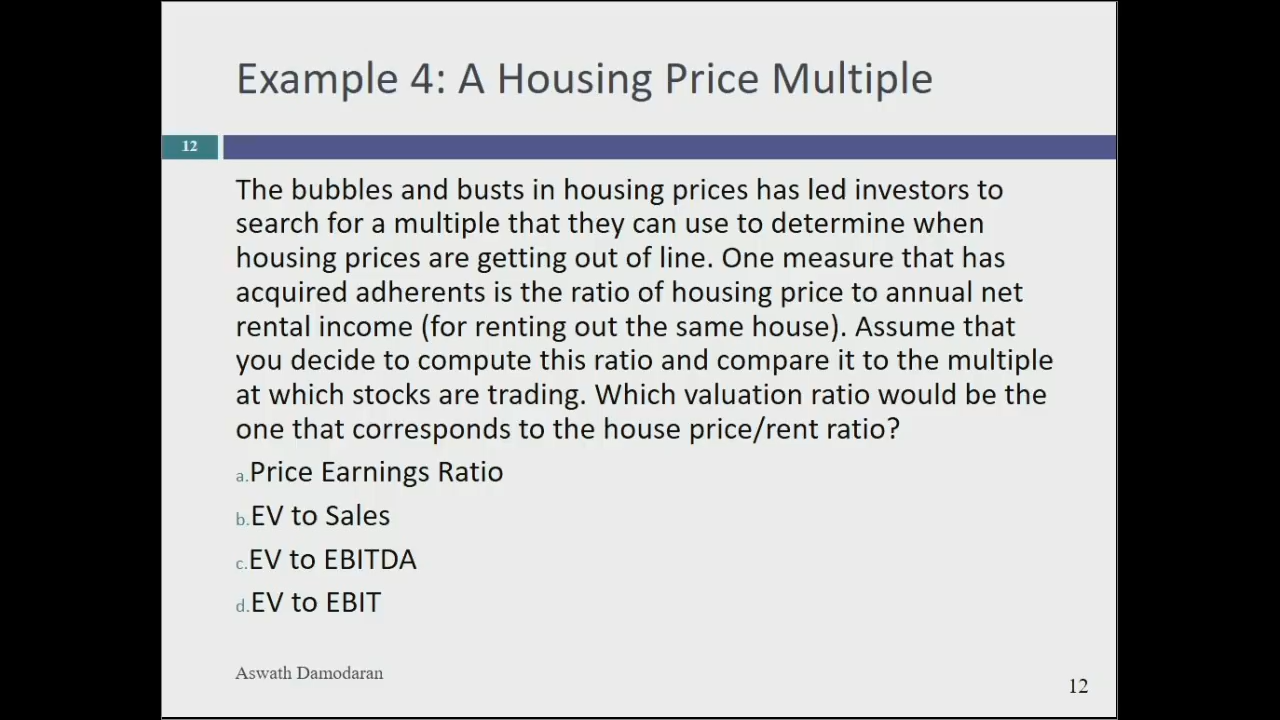 Example 4: A Housing Price Multiple
12
The bubbles and busts in housing prices has led investors to
search for a multiple that they can use to determine when
housing prices are getting out of line. One measure that has
acquired adherents is the ratio of housing price to annual net
rental income (for renting out the same house). Assume that
you decide to compute this ratio and compare it to the multiple
at which stocks are trading. Which valuation ratio would be the
one that corresponds to the house price/rent ratio?
a.Price Earnings Ratio
b.EV to Sales
c.EV to EBITDA
d.EV to EBIT
Aswath Damodaran
12